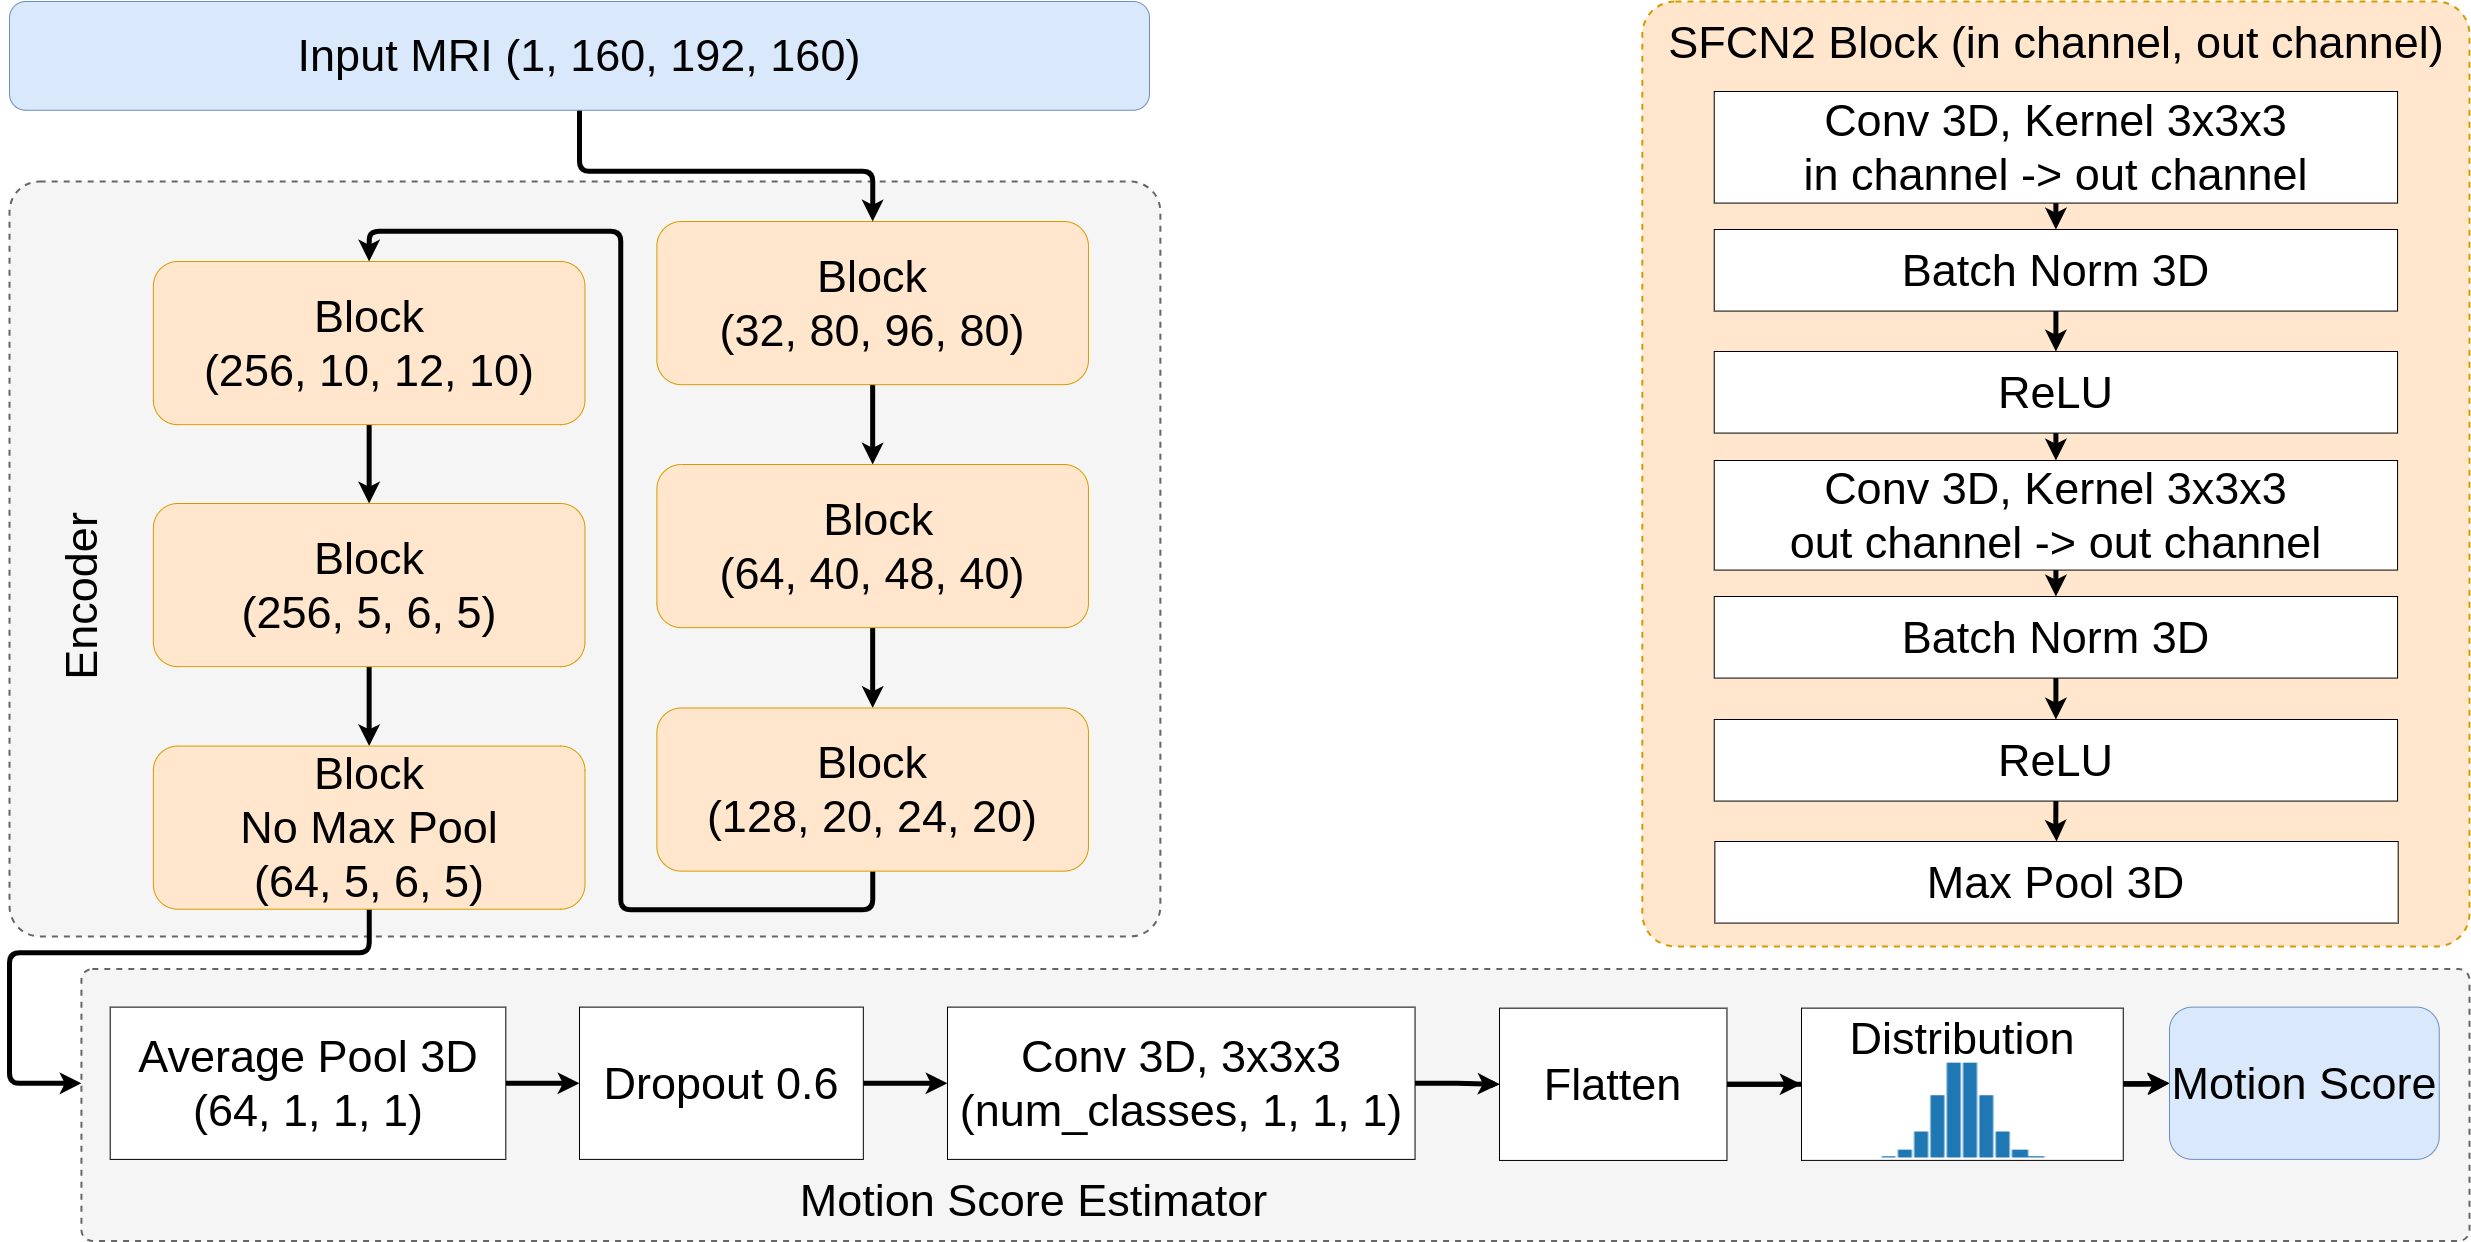 Input MRI (1, 160, 192, 160)
Encoder
Block
(32, 80, 96, 80)
Block
(64, 40, 48, 40)
Block
(128, 20, 24, 20)
Block
(256, 10, 12, 10)
Block
(256, 5, 6, 5)
Block
No Max Pool
(64, 5, 6, 5)
SFCN2 Block (in channel, out channel)
Conv 3D, Kernel 3x3x3
in channel -> out channel
Batch Norm 3D
ReLU
Conv 3D, Kernel 3x3x3
out channel -> out channel
Batch Norm 3D
ReLU
Max Pool 3D
Average Pool 3D
(64, 1, 1, 1)
Dropout 0.6
Conv 3D, 3x3x3
(num_classes, 1, 1, 1)
Flatten
Distribution
Motion Score
Motion Score Estimator